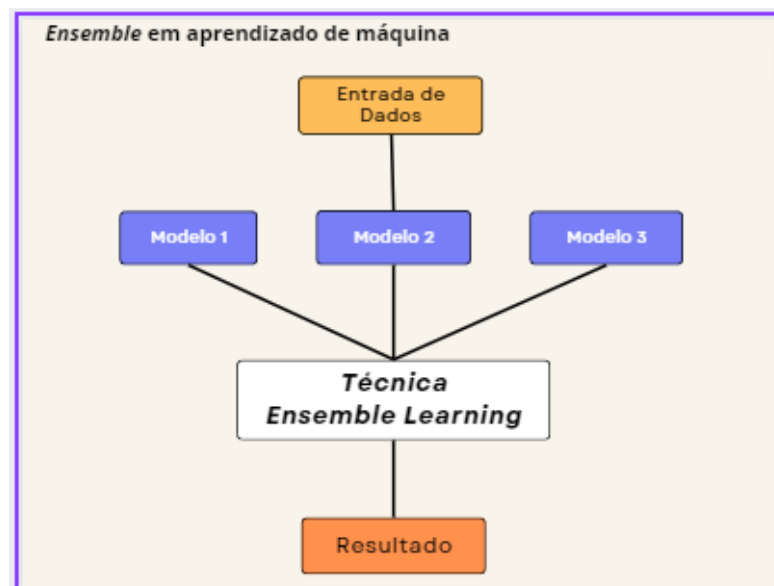 Ensemble em aprendizado de máquina
Entrada de
Dados
Modelo 1
Modelo 2
Modelo 3
Técnica
Ensemble Learning
Resultado